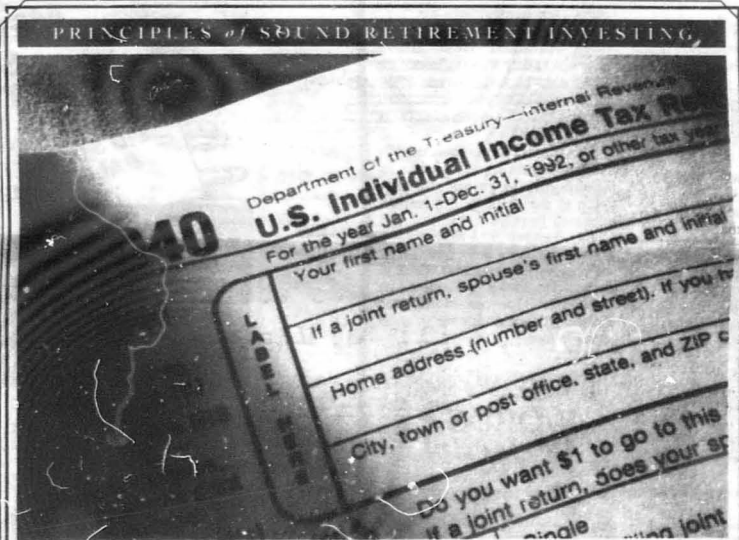 PRINCIPLES of SOUND RETIREMENT INVESTING
Department of the Treasury—Internal Revenue
U.S. Individual Income Tax
For the year Jan. 1–Dec. 31, 1992, or other tax year
40
Your first name and initial
If a joint return, spouse's first name and initial
Home address (number and street). If you
City, town or post office, state, and ZIP
LABEL HERE
Do you want $1 to go to this
If a joint return, does your
Single
joint